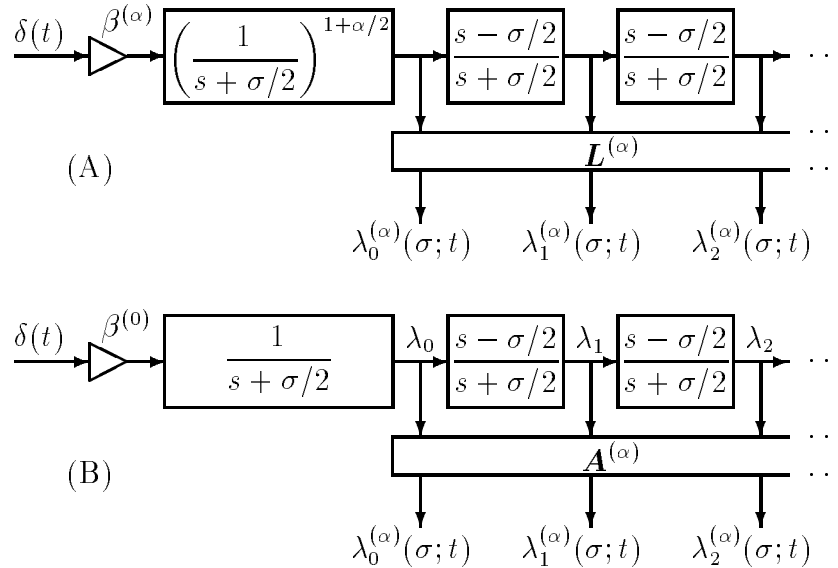 δ(t) β^(α) (1/(s + σ/2))^(1+α/2) (s − σ/2)/(s + σ/2) (s − σ/2)/(s + σ/2) · ·
L^(α) · ·
(A)
λ_0^(α)(σ; t) λ_1^(α)(σ; t) λ_2^(α)(σ; t)
δ(t) β^(0) 1/(s + σ/2) λ_0 (s − σ/2)/(s + σ/2) λ_1 (s − σ/2)/(s + σ/2) λ_2 · ·
A^(α) · ·
(B)
λ_0^(α)(σ; t) λ_1^(α)(σ; t) λ_2^(α)(σ; t)